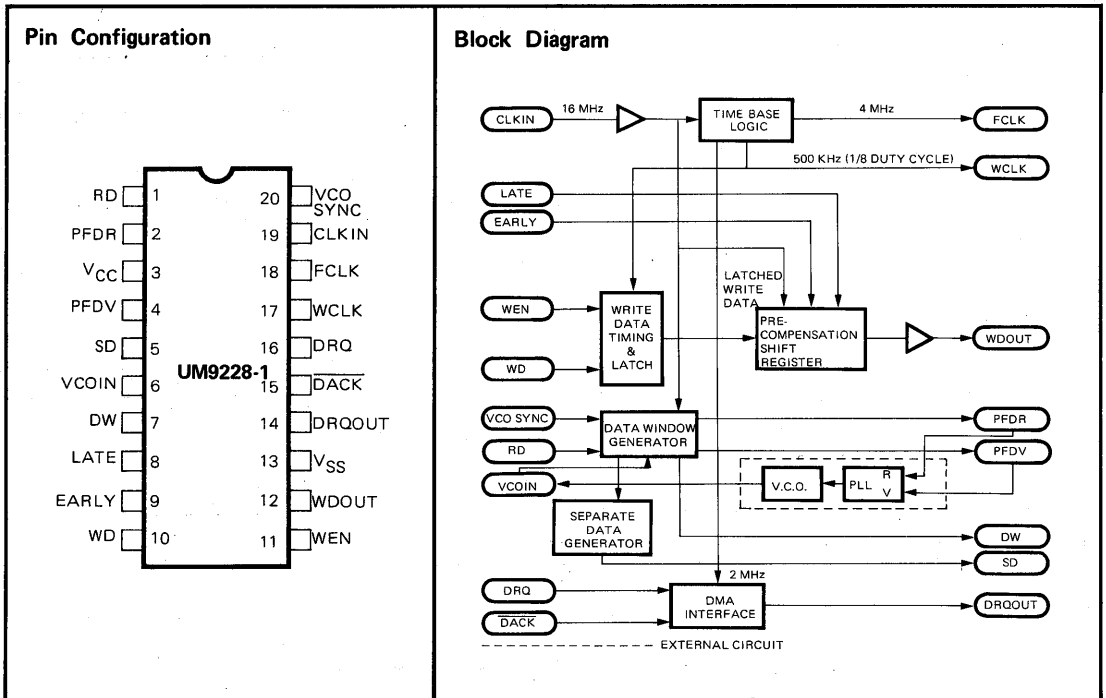 Pin Configuration
RD 1
PFDR 2
VCC 3
PFDV 4
SD 5
VCOIN 6
DW 7
LATE 8
EARLY 9
WD 10
UM9228-1
20 VCO
SYNC
19 CLKIN
18 FCLK
17 WCLK
16 DRQ
15 DACK
14 DRQOUT
13 VSS
12 WDOUT
11 WEN
Block Diagram
CLKIN
16 MHz
TIME BASE
LOGIC
4 MHz
FCLK
500 KHz (1/8 DUTY CYCLE)
WCLK
LATE
EARLY
LATCHED
WRITE
DATA
WEN
WD
WRITE
DATA
TIMING
&
LATCH
PRE-
COMPENSATION
SHIFT
REGISTER
WDOUT
VCO SYNC
RD
VCOIN
DATA WINDOW
GENERATOR
PFDR
PFDV
V.C.O.
PLL
R
V
SEPARATE
DATA
GENERATOR
DW
SD
2 MHz
DRQ
DACK
DMA
INTERFACE
DRQOUT
EXTERNAL CIRCUIT